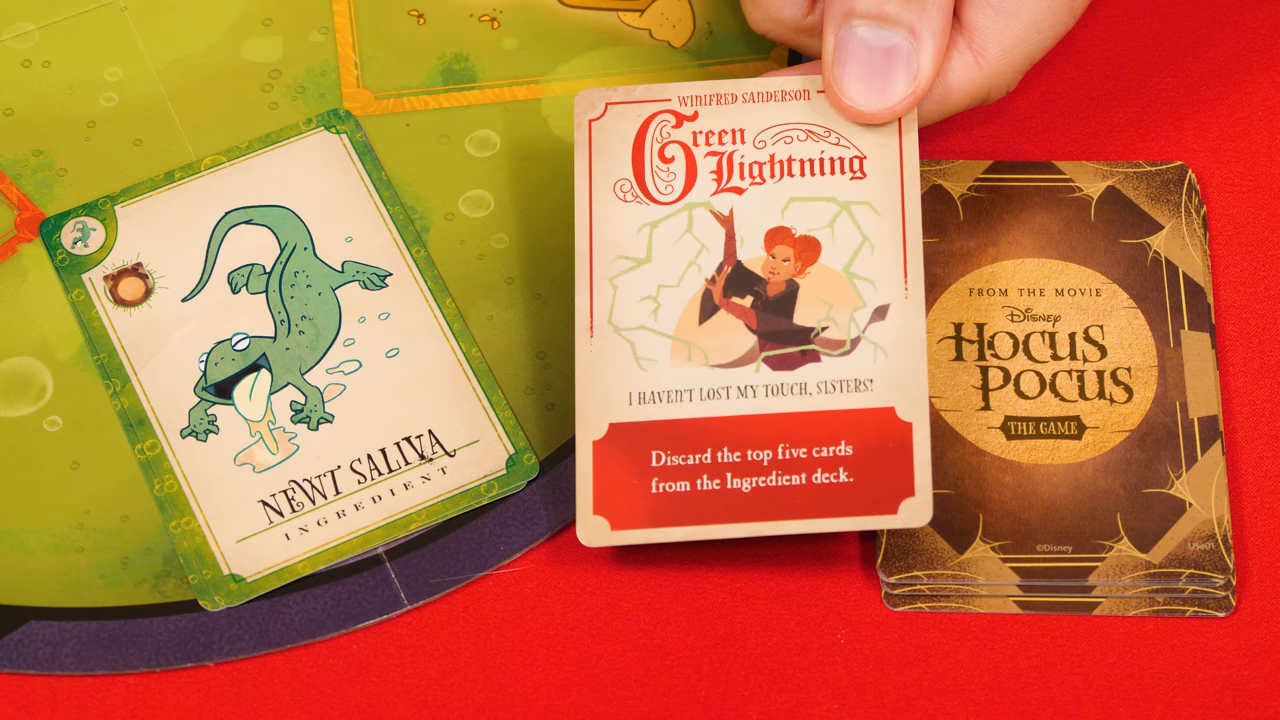 NEWT SALIVA
INGREDIENT
WINIFRED SANDERSON
Green
Lightning
I HAVEN'T LOST MY TOUCH, SISTERS!
Discard the top five cards
from the Ingredient deck.
FROM THE MOVIE
Disney
HOCUS
POCUS
THE GAME
©Disney
USe01